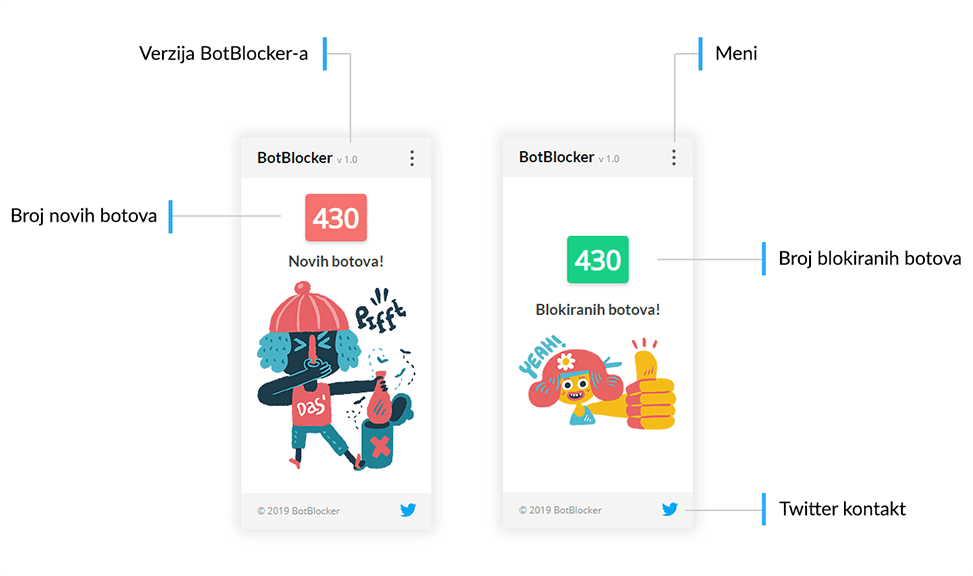 Verzija BotBlocker-a
Meni
BotBlocker v 1.0
BotBlocker v 1.0
Broj novih botova
430
Novih botova!
430
Broj blokiranih botova
Blokiranih botova!
Pifft
YEAH!
DAS'
© 2019 BotBlocker
© 2019 BotBlocker
Twitter kontakt